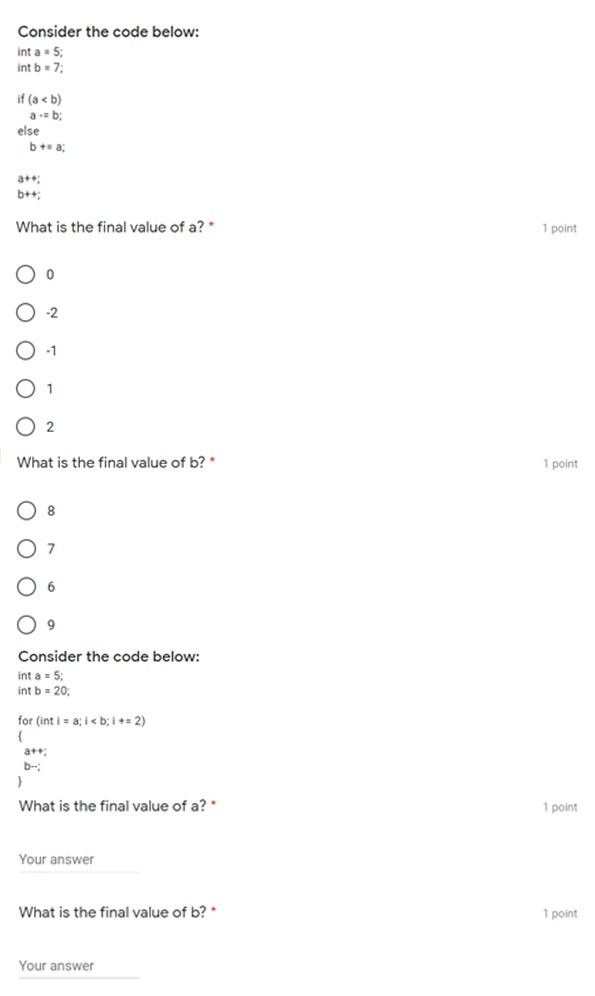 Consider the code below:
int a = 5;
int b = 7;
if (a < b)
a -= b;
else
b += a;
a++;
b++;
What is the final value of a? *
1 point
0
-2
-1
1
2
What is the final value of b? *
1 point
8
7
6
9
Consider the code below:
int a = 5;
int b = 20;
for (int i = a; i < b; i += 2)
{
a++;
b--;
}
What is the final value of a? *
1 point
Your answer
What is the final value of b? *
1 point
Your answer